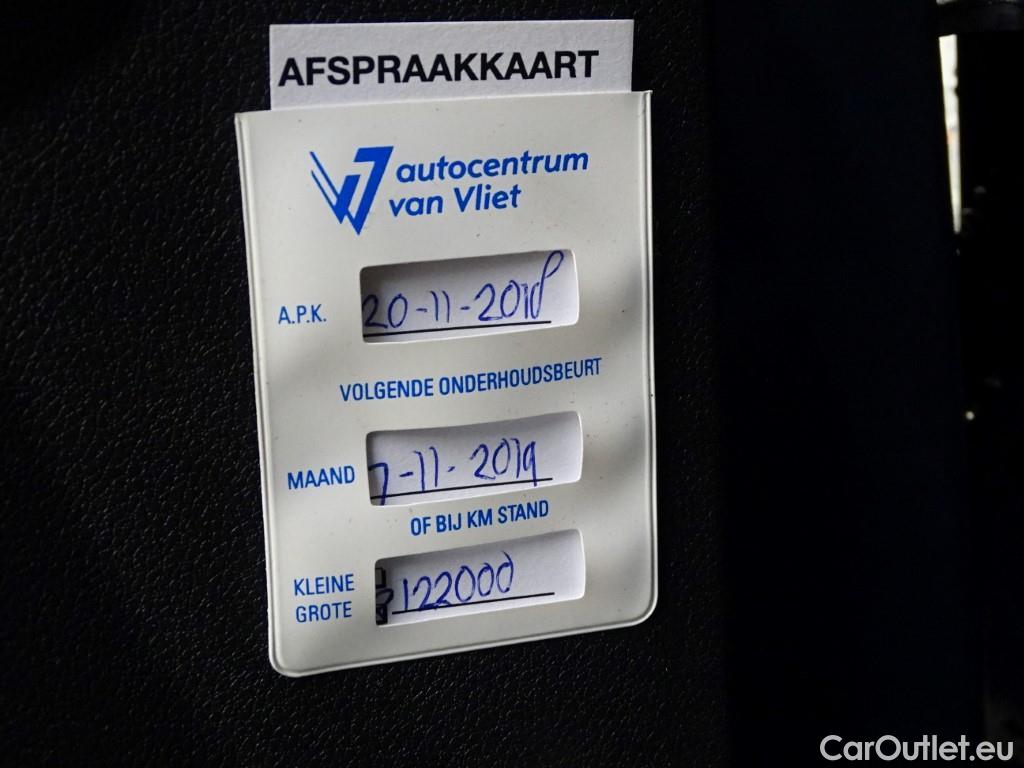 AFSPRAAKKAART
autocentrum
van Vliet
A.P.K.
20-11-2018
VOLGENDE ONDERHOUDSBEURT
MAAND
7-11-2019
OF BIJ KM STAND
KLEINE
GROTE
122000
CarOutlet.eu